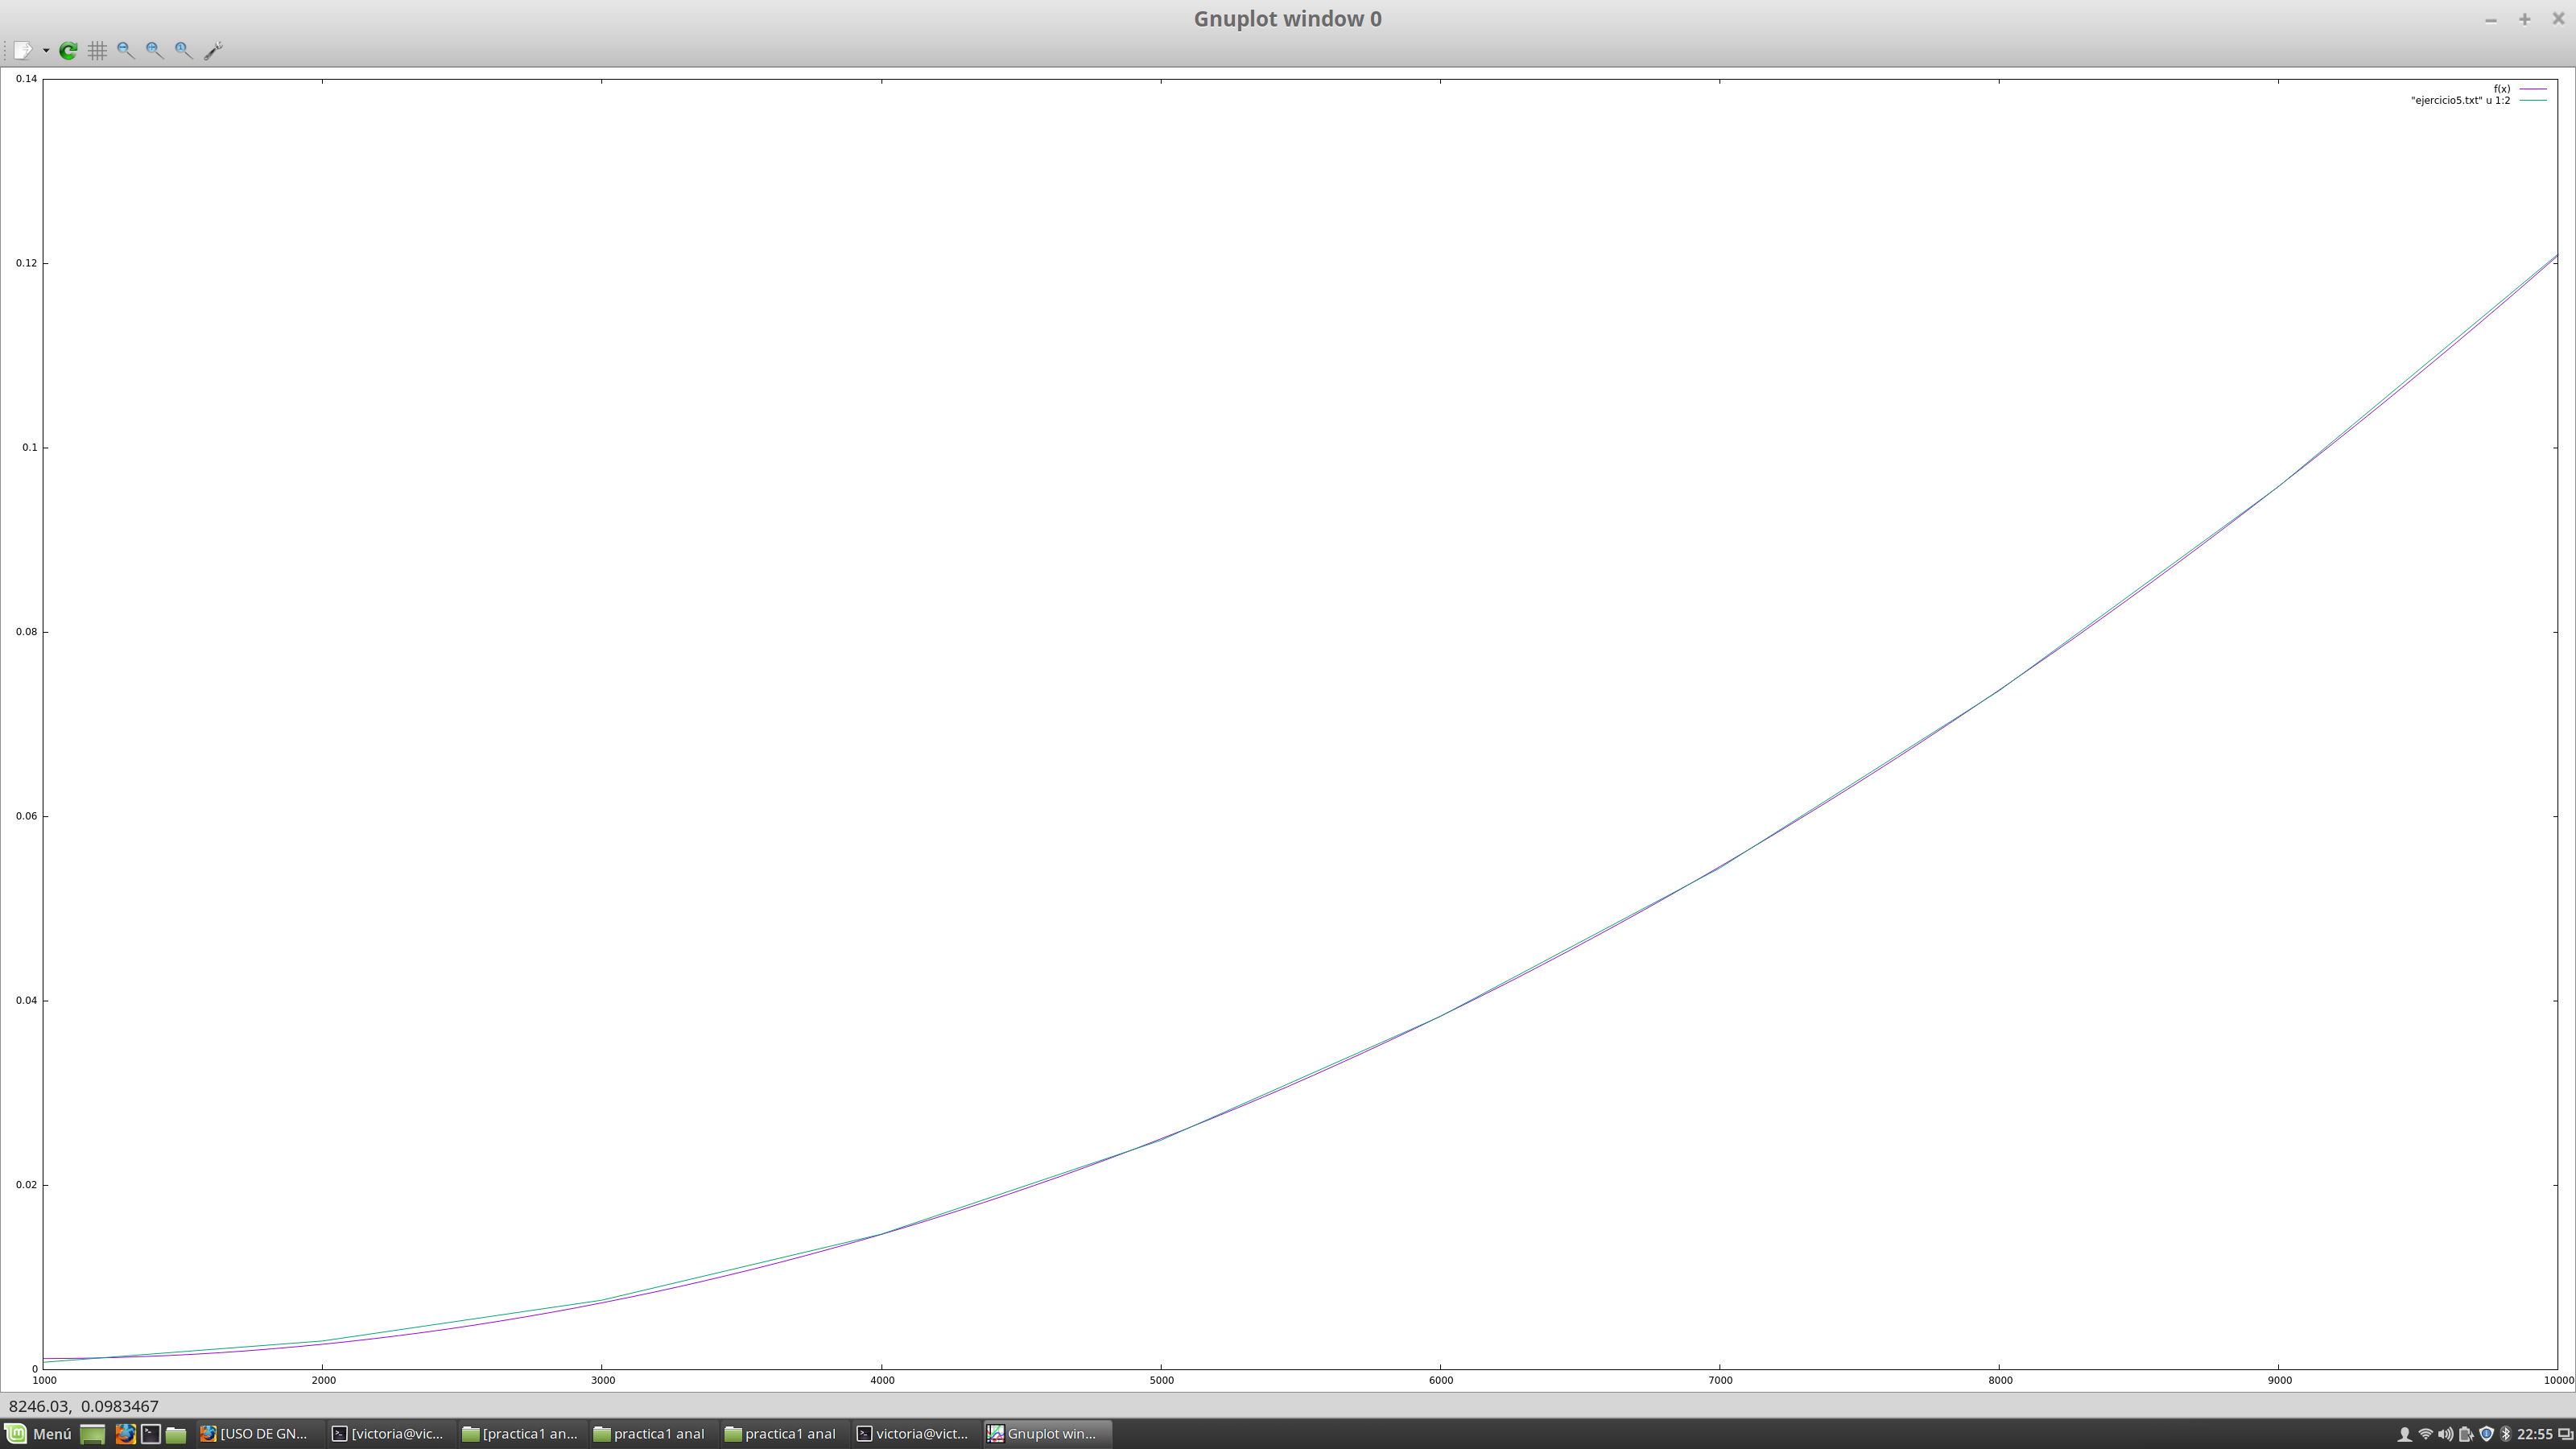 Gnuplot window 0
0.14
f(x)
"ejercicio5.txt" u 1:2
0.12
0.1
0.08
0.06
0.04
0.02
0
1000 2000 3000 4000 5000 6000 7000 8000 9000 10000
8246.03, 0.0983467
Menú [USO DE GN... [victoria@vic... [practica1 an... practica1 anal practica1 anal victoria@vict... Gnuplot win... 22:55